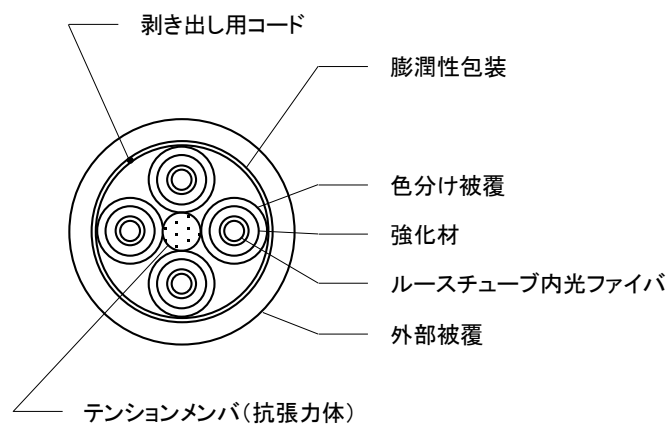 剥き出し用コード
膨潤性包装
色分け被覆
強化材
ルースチューブ内光ファイバ
外部被覆
テンションメンバ(抗張力体)